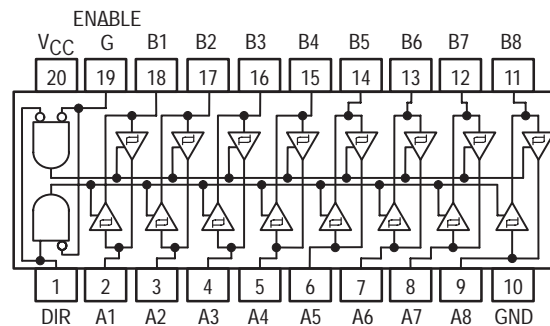 ENABLE
VCC G B1 B2 B3 B4 B5 B6 B7 B8
20 19 18 17 16 15 14 13 12 11
1 2 3 4 5 6 7 8 9 10
DIR A1 A2 A3 A4 A5 A6 A7 A8 GND